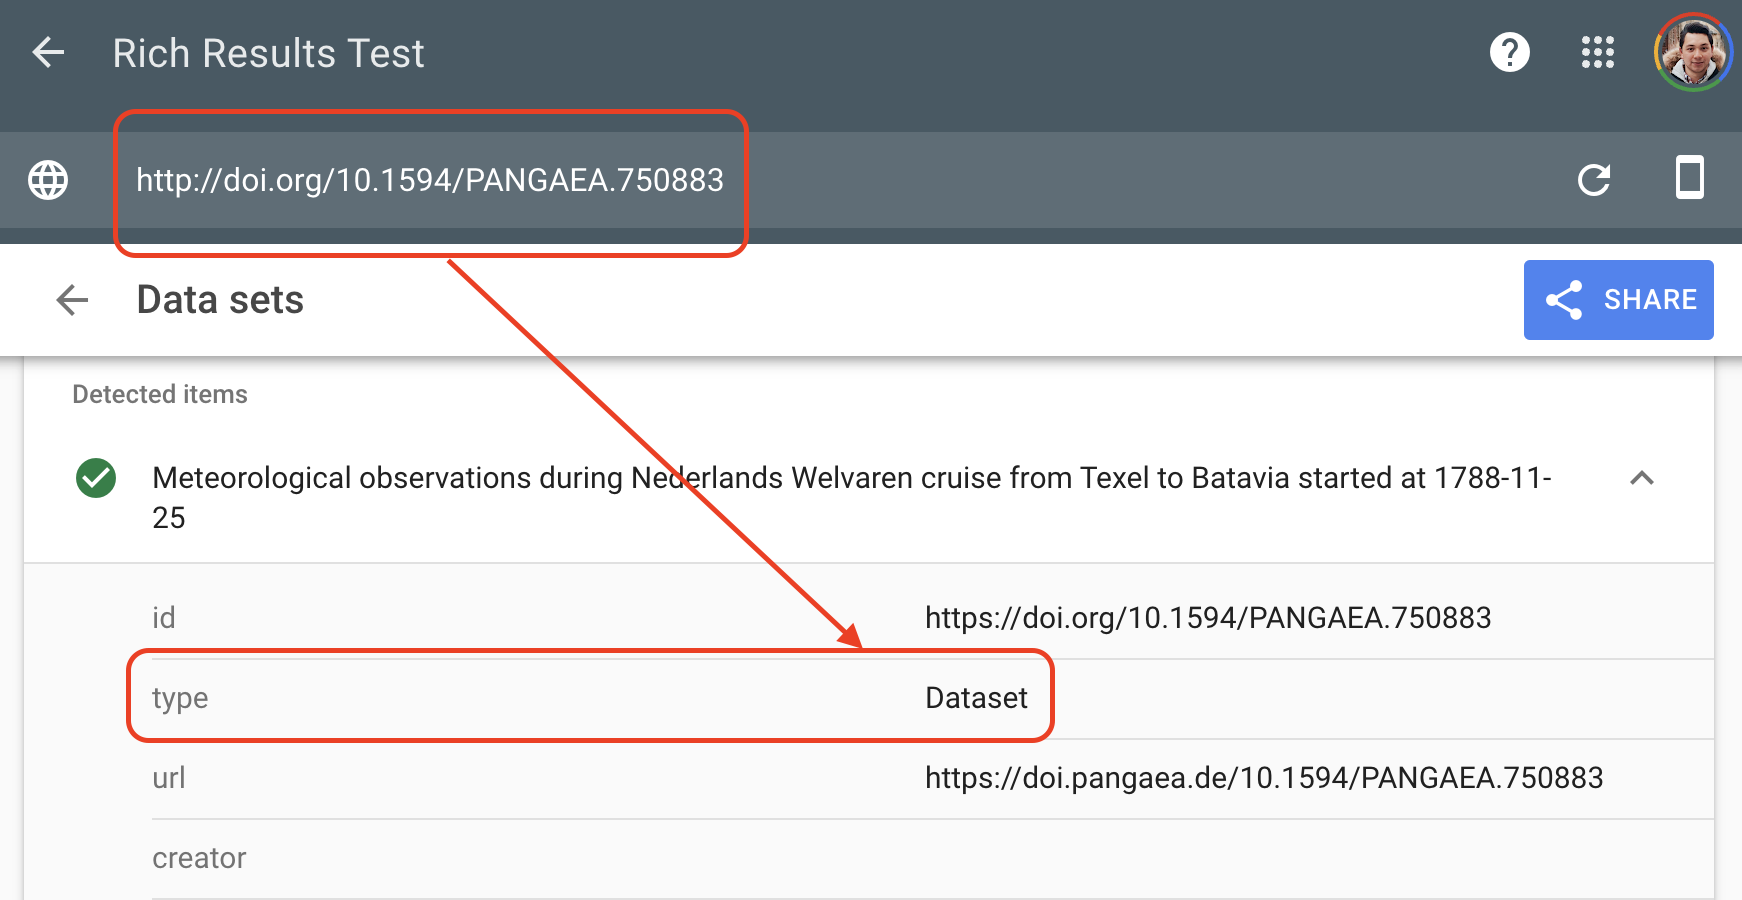 Rich Results Test
http://doi.org/10.1594/PANGAEA.750883
Data sets
SHARE
Detected items
Meteorological observations during Nederlands Welvaren cruise from Texel to Batavia started at 1788-11-
25
id https://doi.org/10.1594/PANGAEA.750883
type Dataset
url https://doi.pangaea.de/10.1594/PANGAEA.750883
creator